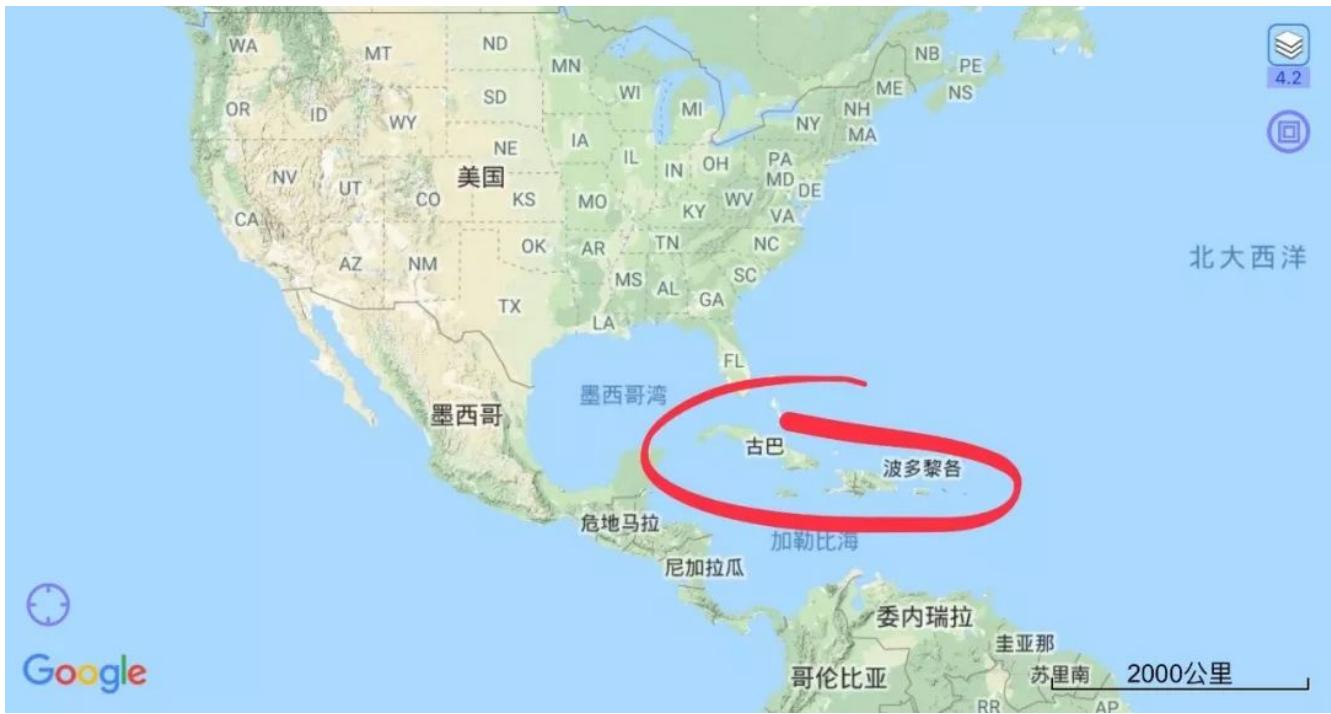 WA
MT
ND
MN
NB
PE
4.2
OR
ID
SD
WI
MI
ME
NS
WY
NY
NH
MA
NE
IA
IL
IN
OH
PA
MD
DE
NV
UT
CO
美国
KS
MO
KY
WV
VA
CA
AZ
NM
OK
AR
TN
NC
北大西洋
MS
AL
GA
SC
TX
LA
FL
墨西哥
墨西哥湾
古巴
波多黎各
危地马拉
加勒比海
尼加拉瓜
委内瑞拉
圭亚那
哥伦比亚
苏里南
2000公里
Google
RR
AP